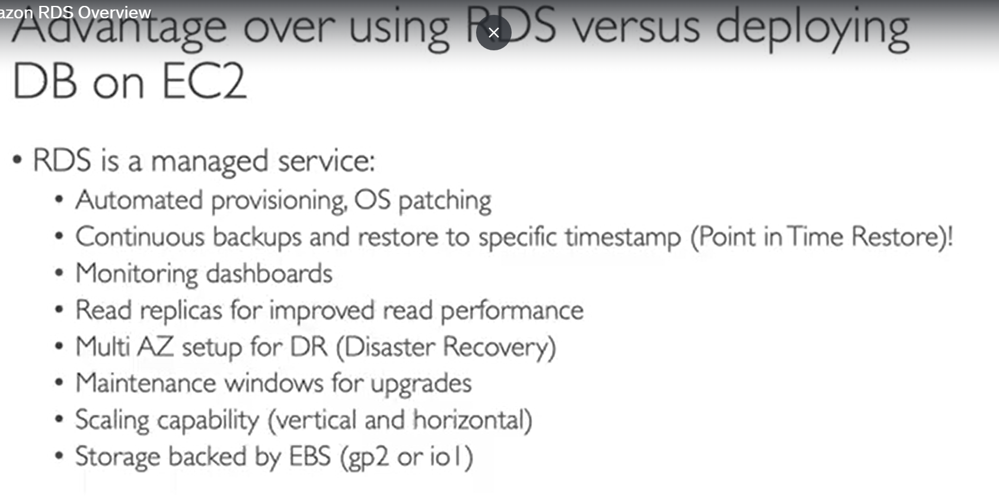 azon RDS Overview
Advantage over using RDS versus deploying
DB on EC2
• RDS is a managed service:
• Automated provisioning, OS patching
• Continuous backups and restore to specific timestamp (Point in Time Restore)!
• Monitoring dashboards
• Read replicas for improved read performance
• Multi AZ setup for DR (Disaster Recovery)
• Maintenance windows for upgrades
• Scaling capability (vertical and horizontal)
• Storage backed by EBS (gp2 or io1)